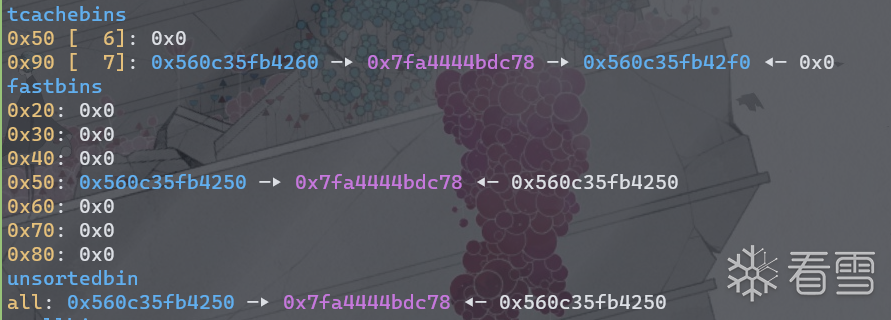 tcachebins
0x50 [  6]: 0x0
0x90 [  7]: 0x560c35fb4260 —▸ 0x7fa4444bdc78 —▸ 0x560c35fb42f0 ◂— 0x0
fastbins
0x20: 0x0
0x30: 0x0
0x40: 0x0
0x50: 0x560c35fb4250 —▸ 0x7fa4444bdc78 ◂— 0x560c35fb4250
0x60: 0x0
0x70: 0x0
0x80: 0x0
unsortedbin
all: 0x560c35fb4250 —▸ 0x7fa4444bdc78 ◂— 0x560c35fb4250
看雪